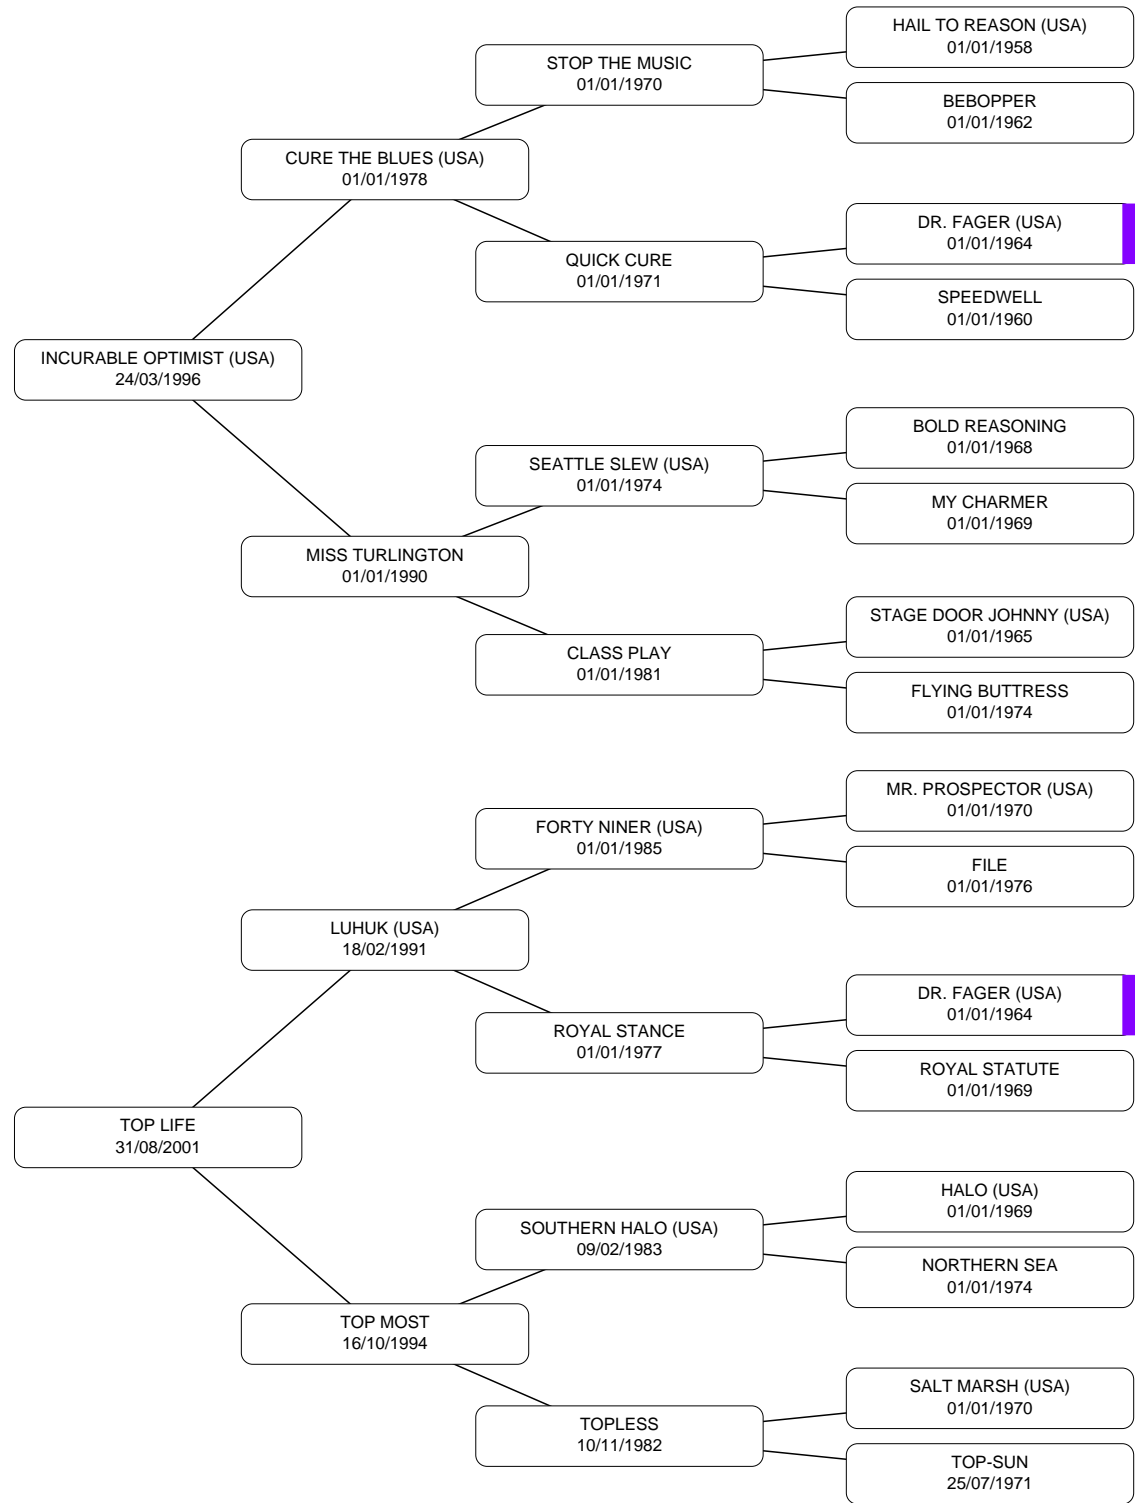 HAIL TO REASON (USA)
01/01/1958
STOP THE MUSIC
01/01/1970
BEBOPPER
01/01/1962
CURE THE BLUES (USA)
01/01/1978
DR. FAGER (USA)
01/01/1964
QUICK CURE
01/01/1971
SPEEDWELL
01/01/1960
INCURABLE OPTIMIST (USA)
24/03/1996
BOLD REASONING
01/01/1968
SEATTLE SLEW (USA)
01/01/1974
MY CHARMER
01/01/1969
MISS TURLINGTON
01/01/1990
STAGE DOOR JOHNNY (USA)
01/01/1965
CLASS PLAY
01/01/1981
FLYING BUTTRESS
01/01/1974
MR. PROSPECTOR (USA)
01/01/1970
FORTY NINER (USA)
01/01/1985
FILE
01/01/1976
LUHUK (USA)
18/02/1991
DR. FAGER (USA)
01/01/1964
ROYAL STANCE
01/01/1977
ROYAL STATUTE
01/01/1969
TOP LIFE
31/08/2001
HALO (USA)
01/01/1969
SOUTHERN HALO (USA)
09/02/1983
NORTHERN SEA
01/01/1974
TOP MOST
16/10/1994
SALT MARSH (USA)
01/01/1970
TOPLESS
10/11/1982
TOP-SUN
25/07/1971